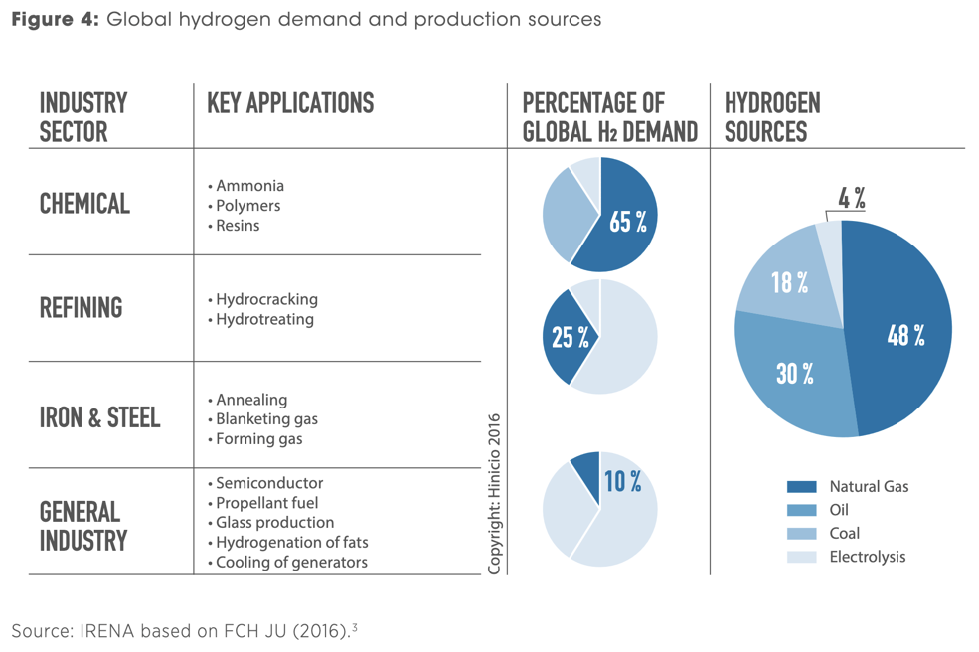 Figure 4: Global hydrogen demand and production sources
INDUSTRY
SECTOR
KEY APPLICATIONS
PERCENTAGE OF
GLOBAL H₂ DEMAND
HYDROGEN
SOURCES
CHEMICAL
• Ammonia
• Polymers
• Resins
65 %
REFINING
• Hydrocracking
• Hydrotreating
25 %
IRON & STEEL
• Annealing
• Blanketing gas
• Forming gas
GENERAL
INDUSTRY
• Semiconductor
• Propellant fuel
• Glass production
• Hydrogenation of fats
• Cooling of generators
10 %
Copyright: Hinicio 2016
4 %
18 %
48 %
30 %
Natural Gas
Oil
Coal
Electrolysis
Source: IRENA based on FCH JU (2016).³